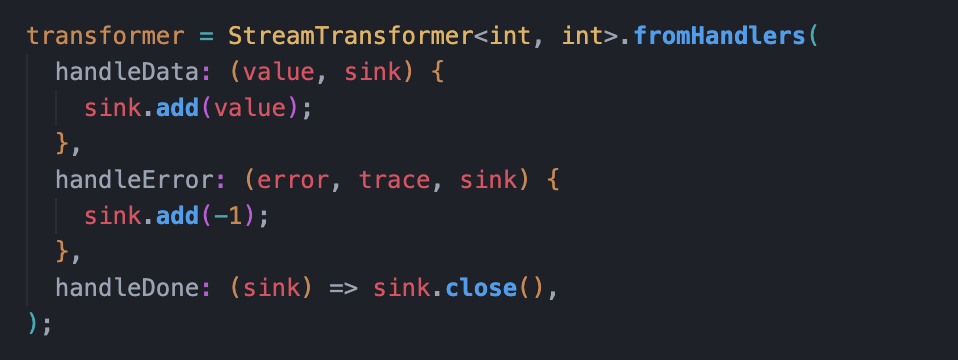 transformer = StreamTransformer<int, int>.fromHandlers(
  handleData: (value, sink) {
    sink.add(value);
  },
  handleError: (error, trace, sink) {
    sink.add(-1);
  },
  handleDone: (sink) => sink.close(),
);